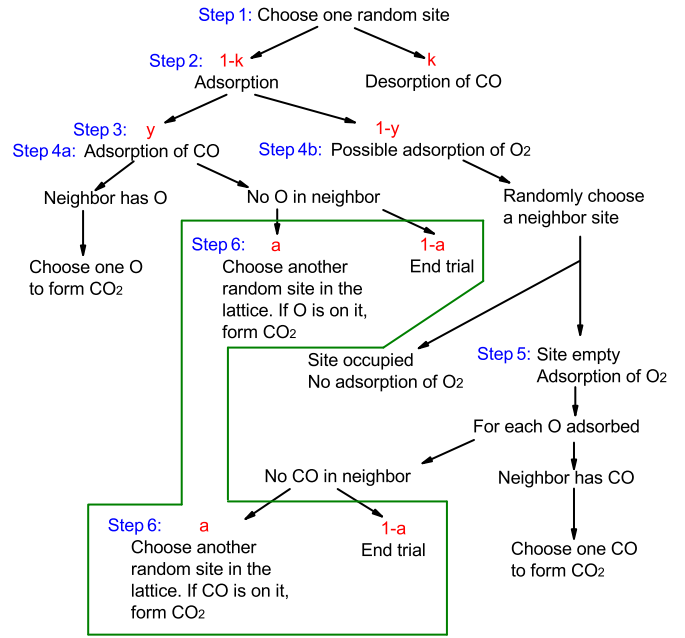 Step 1: Choose one random site
Step 2: 1-k
k
Adsorption
Desorption of CO
Step 3: y
1-y
Step 4a: Adsorption of CO
Step 4b: Possible adsorption of O2
Neighbor has O
No O in neighbor
Randomly choose
a neighbor site
Choose one O
to form CO2
Step 6: a
1-a
Choose another
random site in the
lattice. If O is on it,
form CO2
End trial
Site occupied
No adsorption of O2
Step 5: Site empty
Adsorption of O2
For each O adsorbed
No CO in neighbor
Neighbor has CO
Step 6: a
1-a
Choose another
random site in the
lattice. If CO is on it,
form CO2
End trial
Choose one CO
to form CO2